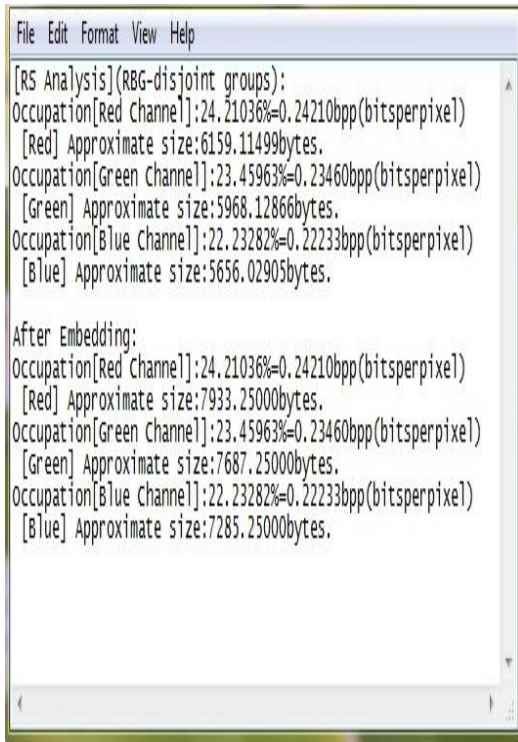 File Edit Format View Help
[RS Analysis](RBG-disjoint groups):
Occupation[Red Channel]:24.21036%=0.24210bpp(bitsperpixel)
[Red] Approximate size:6159.11499bytes.
Occupation[Green Channel]:23.45963%=0.23460bpp(bitsperpixel)
[Green] Approximate size:5968.12866bytes.
Occupation[Blue Channel]:22.23282%=0.22233bpp(bitsperpixel)
[Blue] Approximate size:5656.02905bytes.
After Embedding:
Occupation[Red Channel]:24.21036%=0.24210bpp(bitsperpixel)
[Red] Approximate size:7933.25000bytes.
Occupation[Green Channel]:23.45963%=0.23460bpp(bitsperpixel)
[Green] Approximate size:7687.25000bytes.
Occupation[Blue Channel]:22.23282%=0.22233bpp(bitsperpixel)
[Blue] Approximate size:7285.25000bytes.